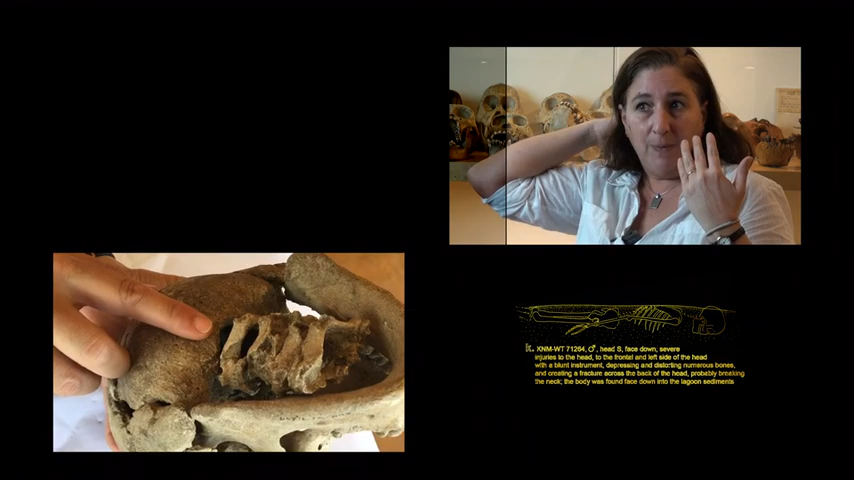 k. KNM-WT 71264, ♂, head S, face down, severe
injuries to the head, to the frontal and left side of the head
with a blunt instrument, depressing and distorting numerous bones,
and creating a fracture across the back of the head, probably breaking
the neck; the body was found face down into the lagoon sediments